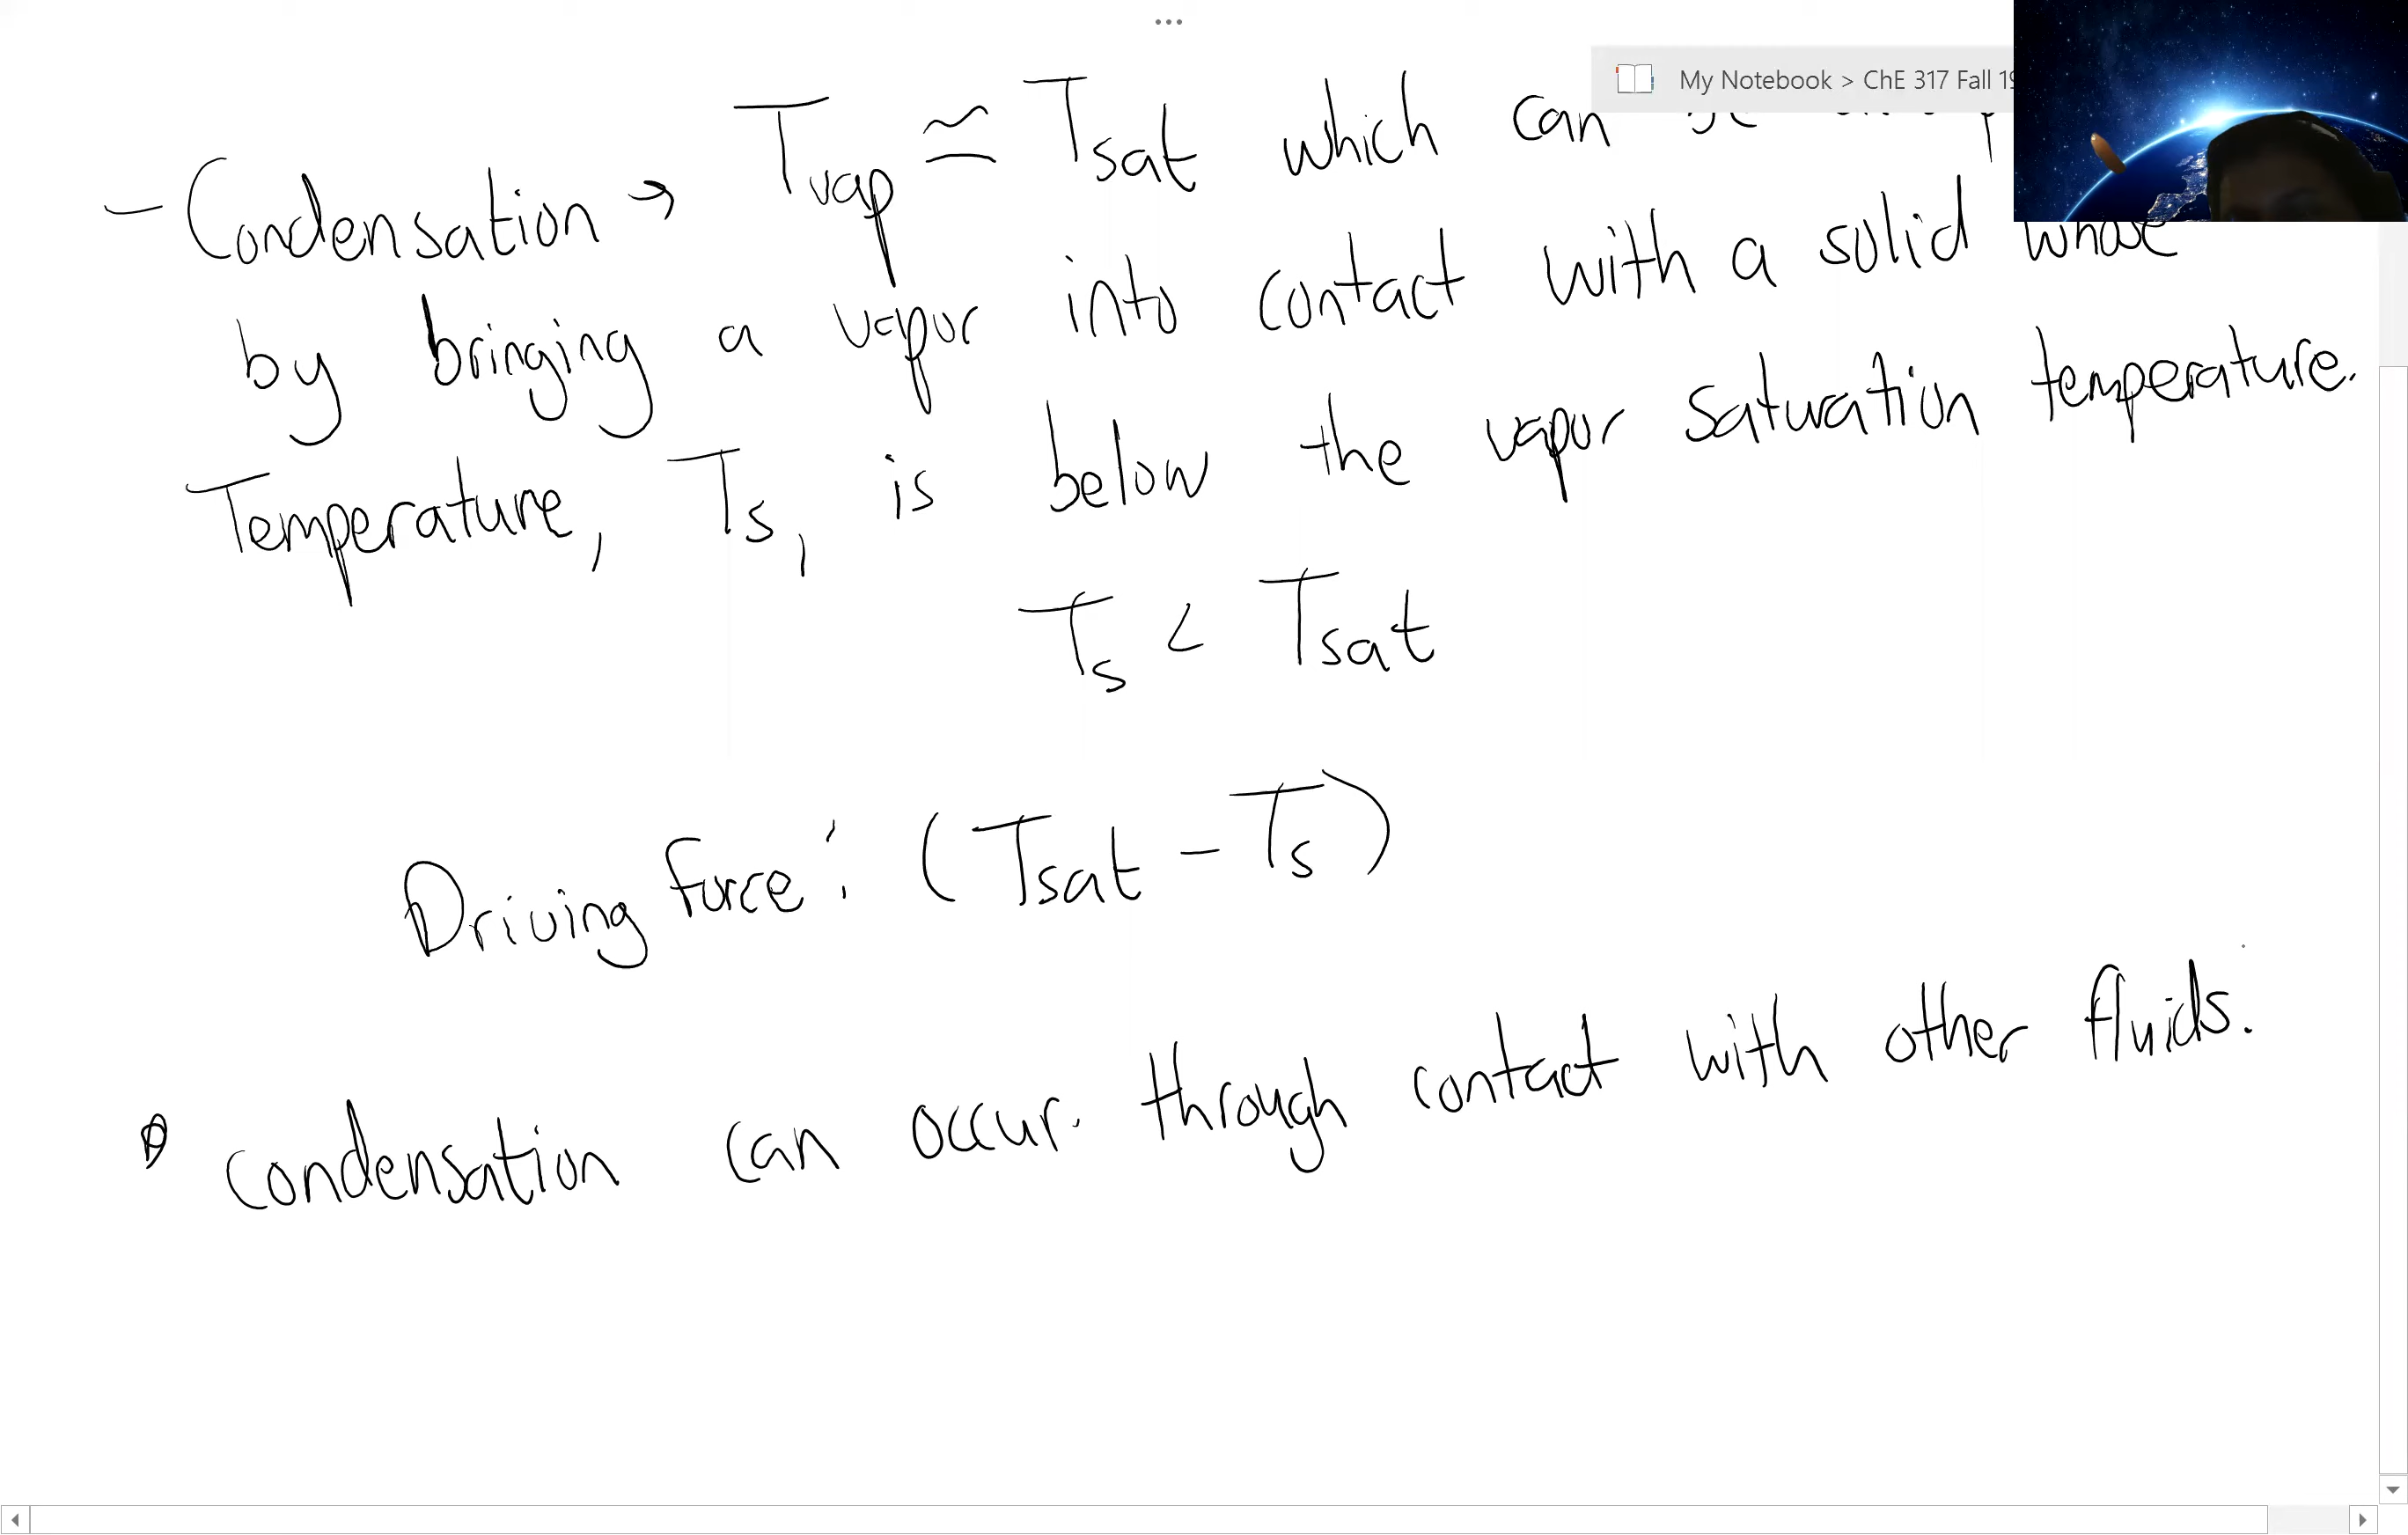 ...
My Notebook > ChE 317 Fall 19
- Condensation → Tvap ≅ Tsat which can
by bringing a vapor into contact with a solid whose
Temperature, Ts, is below the vapor saturation temperature.
Ts < Tsat
Driving force: (Tsat - Ts)
Condensation can occur. through contact with other fluids.